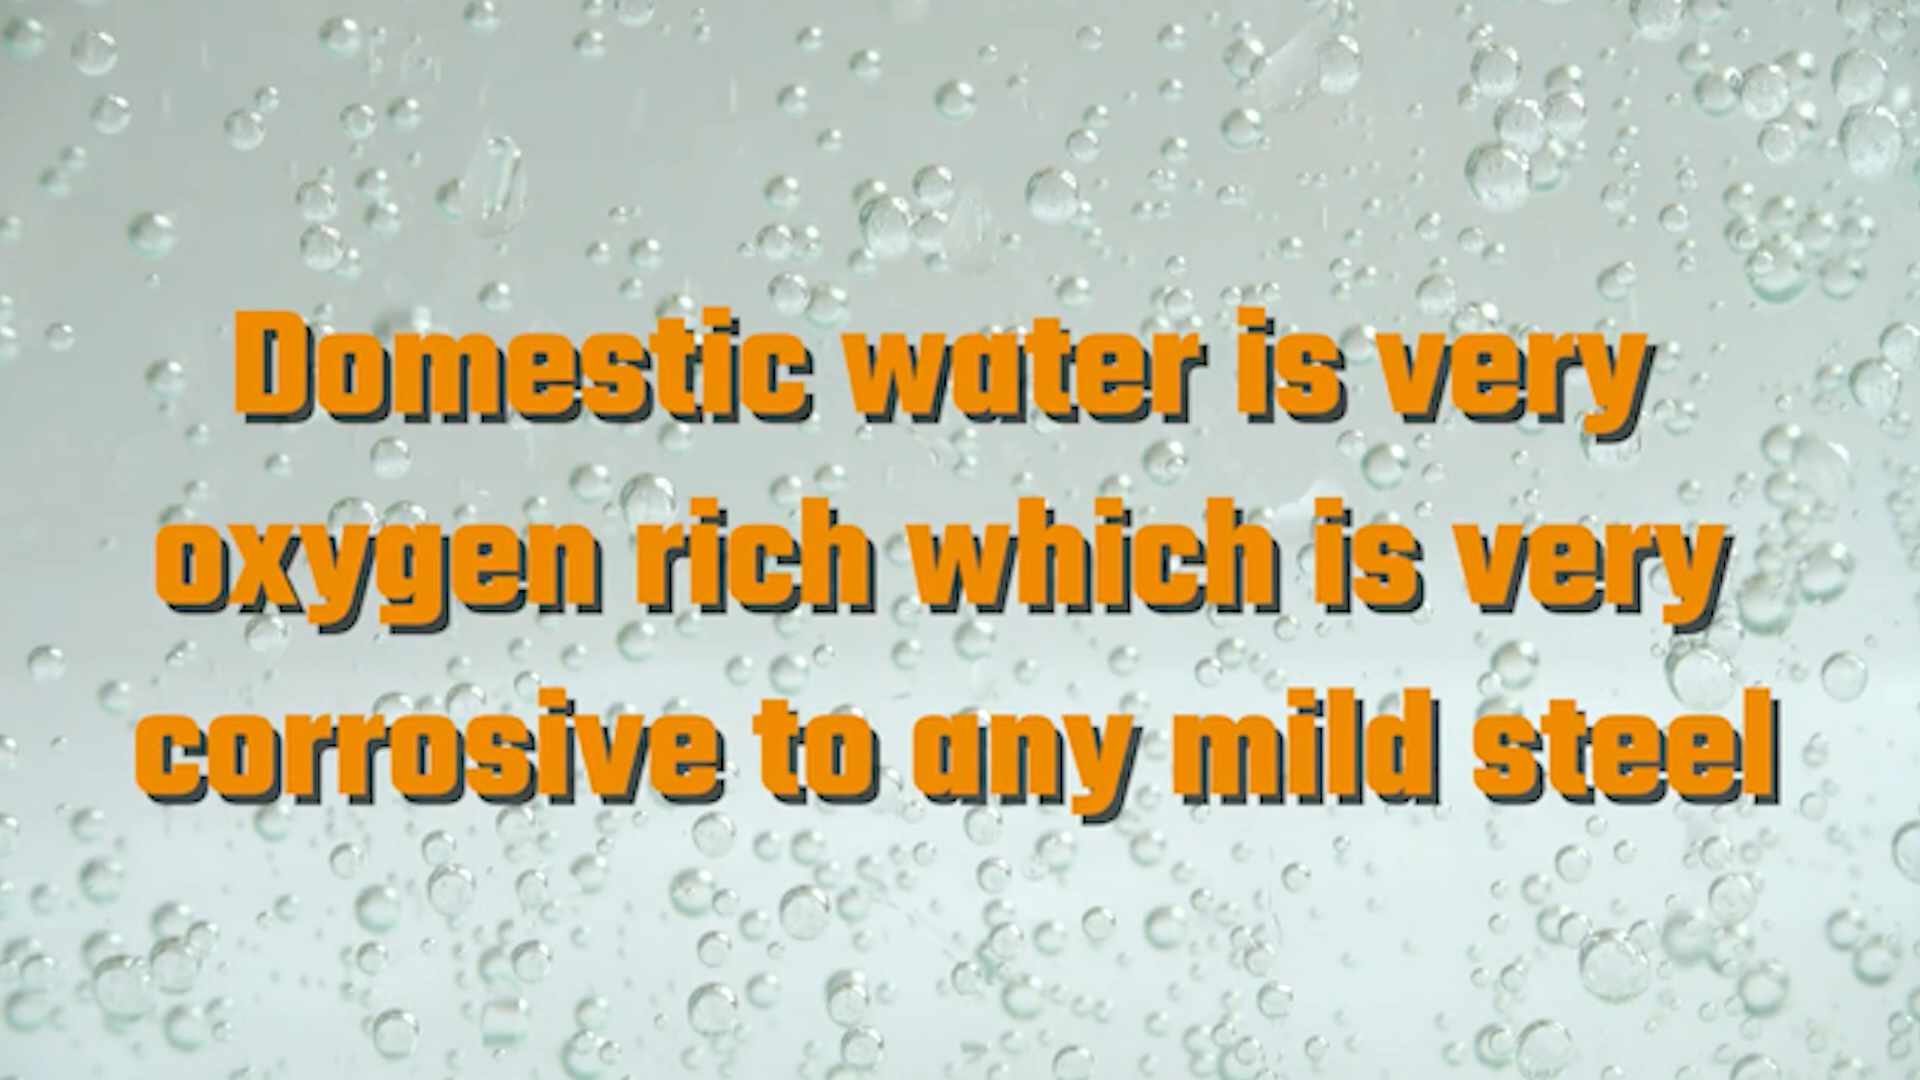 Domestic water is very
oxygen rich which is very
corrosive to any mild steel